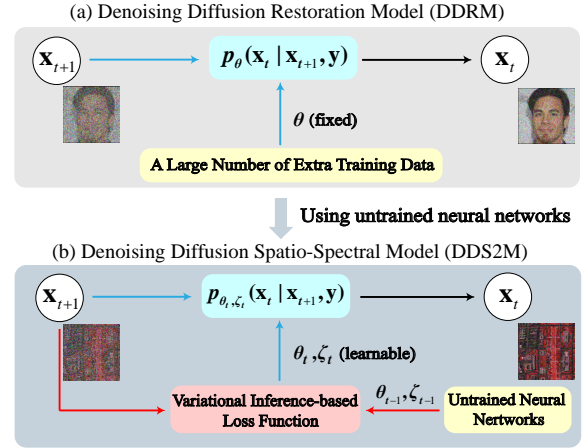 (a) Denoising Diffusion Restoration Model (DDRM)
x_{t+1}
p_θ(x_t | x_{t+1}, y)
x_t
θ (fixed)
A Large Number of Extra Training Data
Using untrained neural networks
(b) Denoising Diffusion Spatio-Spectral Model (DDS2M)
x_{t+1}
p_{θ_t,ζ_t}(x_t | x_{t+1}, y)
x_t
θ_t, ζ_t (learnable)
Variational Inference-based
Loss Function
θ_{t−1}, ζ_{t−1}
Untrained Neural
Nertworks